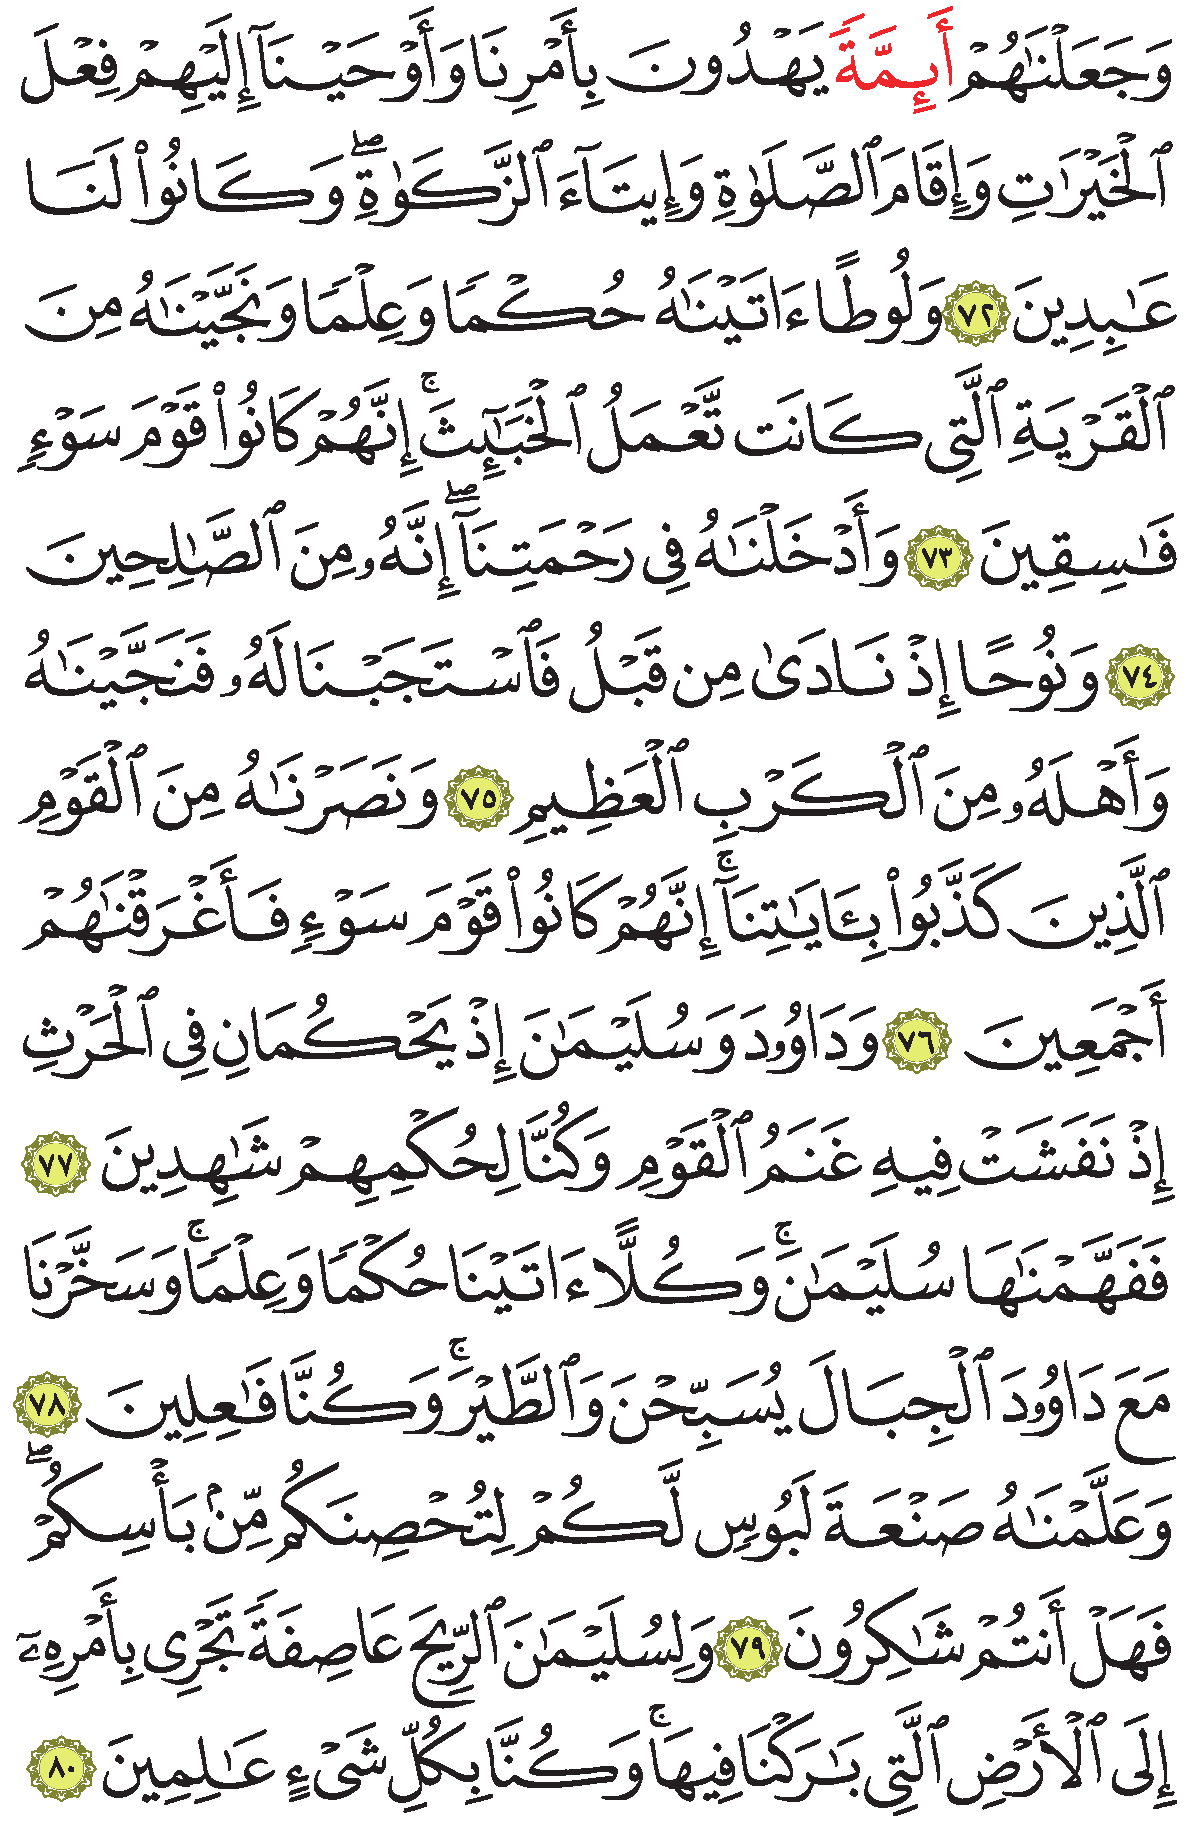 وَجَعَلْنَٰهُمْ أَئِمَّةً يَهْدُونَ بِأَمْرِنَا وَأَوْحَيْنَآ إِلَيْهِمْ فِعْلَ
ٱلْخَيْرَٰتِ وَإِقَامَ ٱلصَّلَوٰةِ وَإِيتَآءَ ٱلزَّكَوٰةِۖ وَكَانُوا۟ لَنَا
عَٰبِدِينَ ٧٢ وَلُوطًا ءَاتَيْنَٰهُ حُكْمًا وَعِلْمًا وَنَجَّيْنَٰهُ مِنَ
ٱلْقَرْيَةِ ٱلَّتِى كَانَت تَّعْمَلُ ٱلْخَبَٰٓئِثَۚ إِنَّهُمْ كَانُوا۟ قَوْمَ سَوْءٍ
فَٰسِقِينَ ٧٣ وَأَدْخَلْنَٰهُ فِى رَحْمَتِنَآۖ إِنَّهُۥ مِنَ ٱلصَّٰلِحِينَ
٧٤ وَنُوحًا إِذْ نَادَىٰ مِن قَبْلُ فَٱسْتَجَبْنَا لَهُۥ فَنَجَّيْنَٰهُ
وَأَهْلَهُۥ مِنَ ٱلْكَرْبِ ٱلْعَظِيمِ ٧٥ وَنَصَرْنَٰهُ مِنَ ٱلْقَوْمِ
ٱلَّذِينَ كَذَّبُوا۟ بِـَٔايَٰتِنَآۚ إِنَّهُمْ كَانُوا۟ قَوْمَ سَوْءٍ فَأَغْرَقْنَٰهُمْ
أَجْمَعِينَ ٧٦ وَدَاوُۥدَ وَسُلَيْمَٰنَ إِذْ يَحْكُمَانِ فِى ٱلْحَرْثِ
إِذْ نَفَشَتْ فِيهِ غَنَمُ ٱلْقَوْمِ وَكُنَّا لِحُكْمِهِمْ شَٰهِدِينَ ٧٧
فَفَهَّمْنَٰهَا سُلَيْمَٰنَۚ وَكُلًّا ءَاتَيْنَا حُكْمًا وَعِلْمًاۚ وَسَخَّرْنَا
مَعَ دَاوُۥدَ ٱلْجِبَالَ يُسَبِّحْنَ وَٱلطَّيْرَۚ وَكُنَّا فَٰعِلِينَ ٧٨
وَعَلَّمْنَٰهُ صَنْعَةَ لَبُوسٍ لَّكُمْ لِتُحْصِنَكُم مِّنۢ بَأْسِكُمْۖ
فَهَلْ أَنتُمْ شَٰكِرُونَ ٧٩ وَلِسُلَيْمَٰنَ ٱلرِّيحَ عَاصِفَةً تَجْرِى بِأَمْرِهِۦٓ
إِلَى ٱلْأَرْضِ ٱلَّتِى بَٰرَكْنَا فِيهَاۚ وَكُنَّا بِكُلِّ شَىْءٍ عَٰلِمِينَ ٨٠